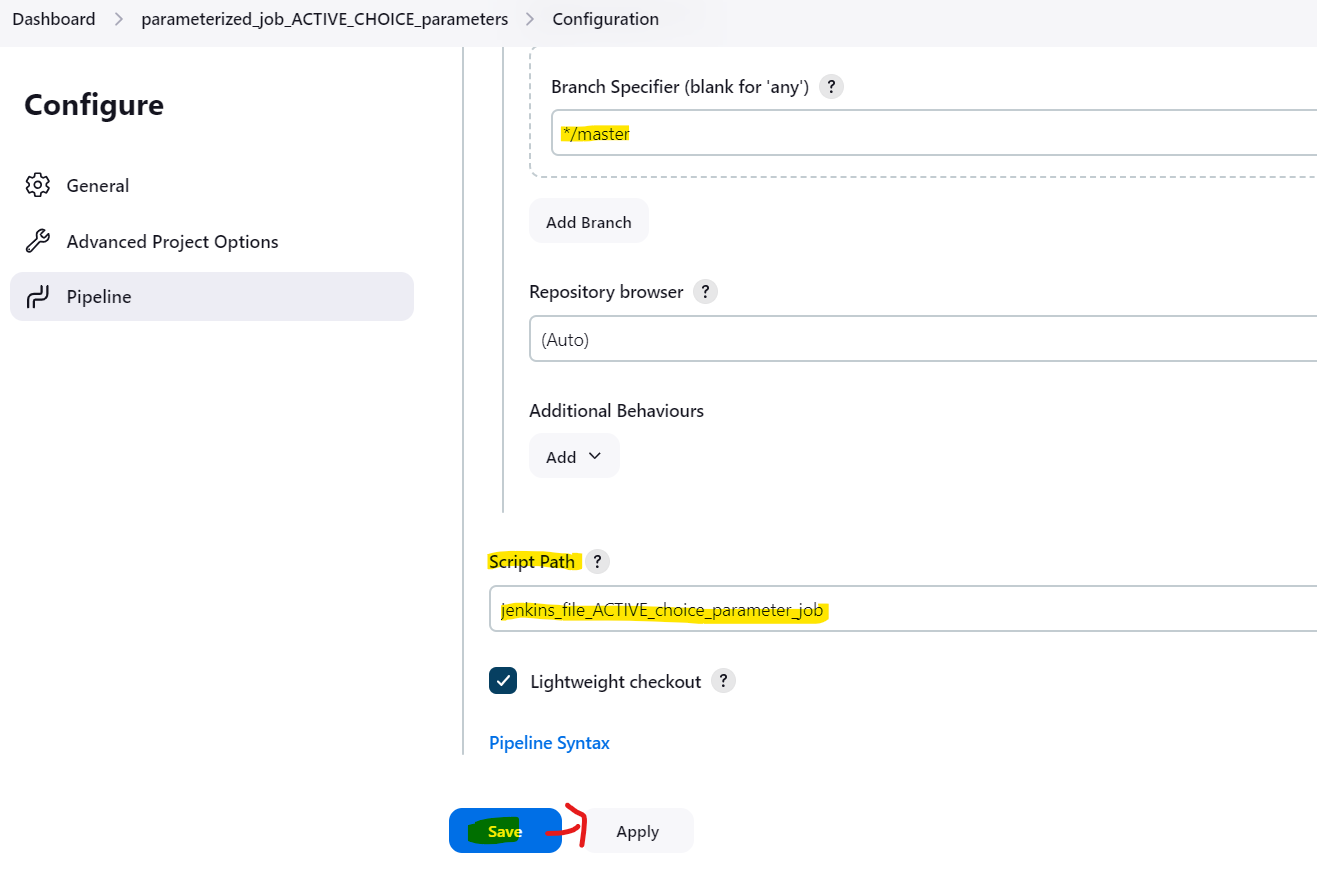 Dashboard > parameterized_job_ACTIVE_CHOICE_parameters > Configuration
Configure
General
Advanced Project Options
Pipeline
Branch Specifier (blank for 'any') ?
*/master
Add Branch
Repository browser ?
(Auto)
Additional Behaviours
Add
Script Path ?
jenkins_file_ACTIVE_choice_parameter_job
Lightweight checkout ?
Pipeline Syntax
Save Apply